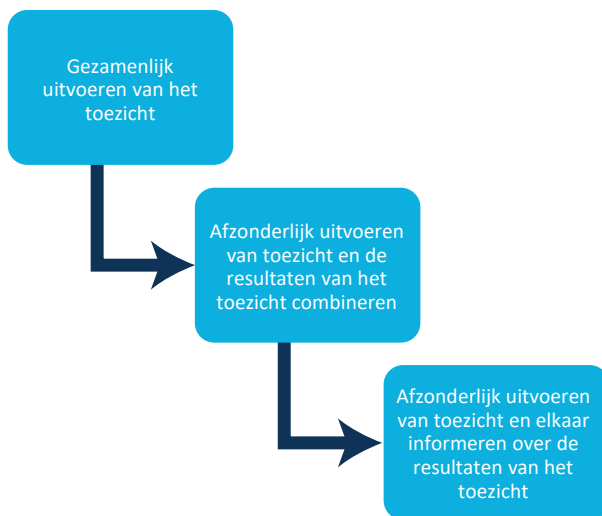 Gezamenlijk
uitvoeren van het
toezicht
Afzonderlijk uitvoeren
van toezicht en de
resultaten van het
toezicht combineren
Afzonderlijk uitvoeren
van toezicht en elkaar
informeren over de
resultaten van het
toezicht